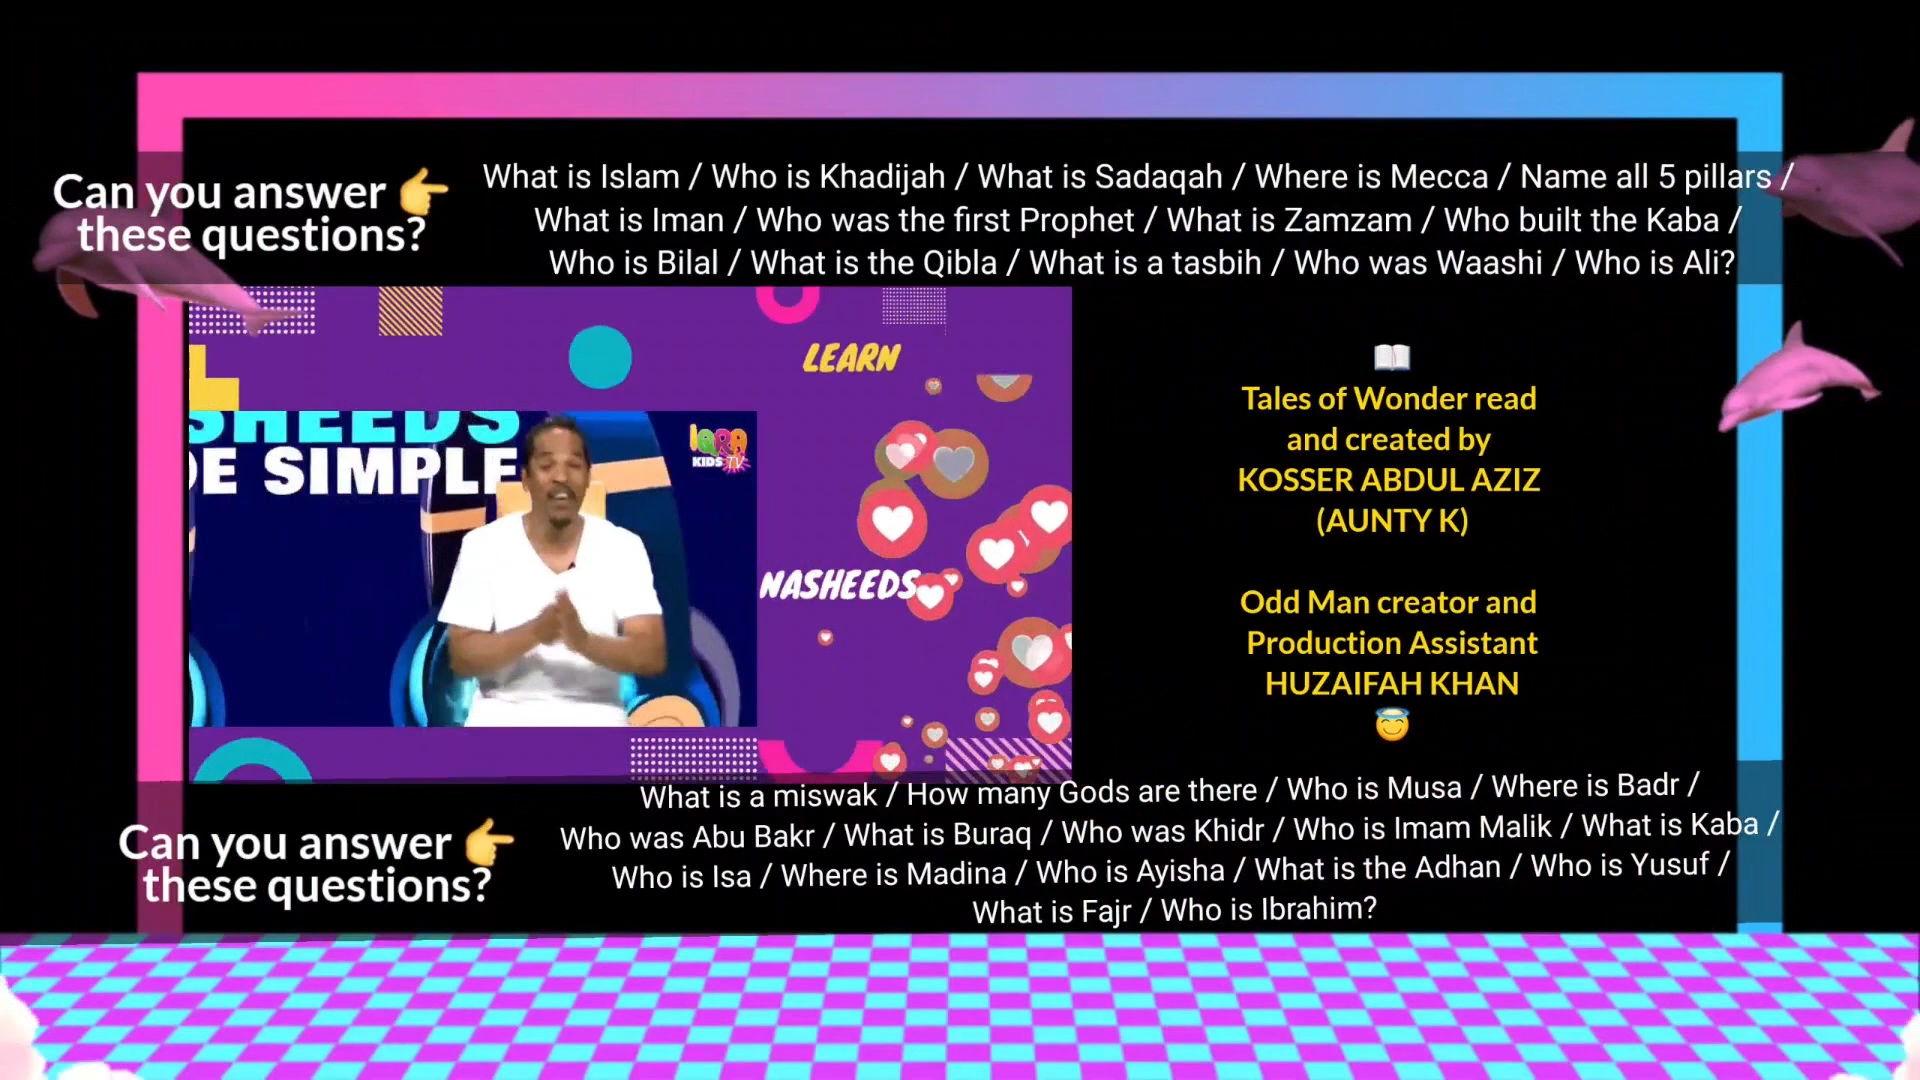 Can you answer 👉
these questions?
What is Islam / Who is Khadijah / What is Sadaqah / Where is Mecca / Name all 5 pillars /
What is Iman / Who was the first Prophet / What is Zamzam / Who built the Kaba /
Who is Bilal / What is the Qibla / What is a tasbih / Who was Waashi / Who is Ali?
LEARN
SHEEDS
DE SIMPLE
IQRA
KIDS TV
NASHEEDS
📖
Tales of Wonder read
and created by
KOSSER ABDUL AZIZ
(AUNTY K)
Odd Man creator and
Production Assistant
HUZAIFAH KHAN
😇
Can you answer 👉
these questions?
What is a miswak / How many Gods are there / Who is Musa / Where is Badr /
Who was Abu Bakr / What is Buraq / Who was Khidr / Who is Imam Malik / What is Kaba /
Who is Isa / Where is Madina / Who is Ayisha / What is the Adhan / Who is Yusuf /
What is Fajr / Who is Ibrahim?